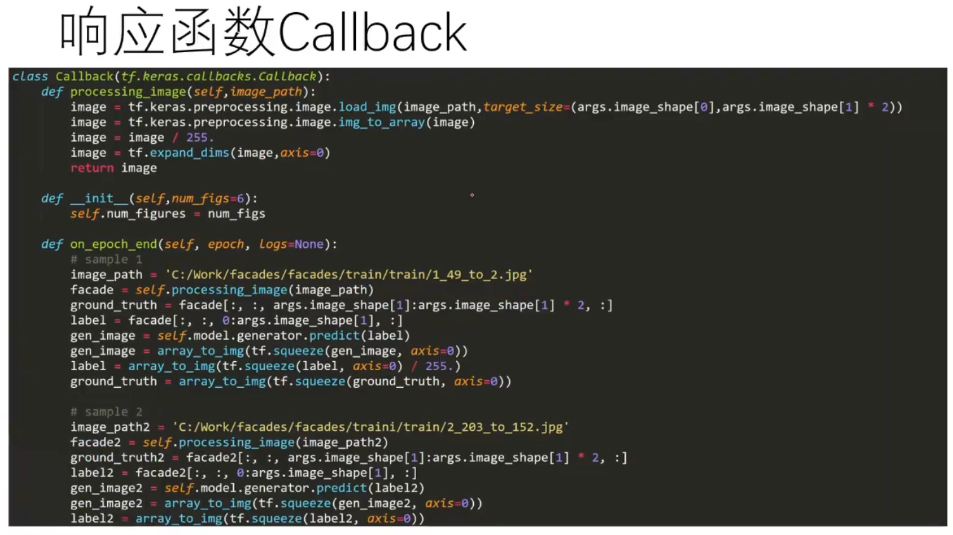 响应函数Callback
class Callback(tf.keras.callbacks.Callback):
    def processing_image(self,image_path):
        image = tf.keras.preprocessing.image.load_img(image_path,target_size=(args.image_shape[0],args.image_shape[1] * 2))
        image = tf.keras.preprocessing.image.img_to_array(image)
        image = image / 255.
        image = tf.expand_dims(image,axis=0)
        return image
    def __init__(self,num_figs=6):
        self.num_figures = num_figs
    def on_epoch_end(self, epoch, logs=None):
        # sample 1
        image_path = 'C:/Work/facades/facades/train/train/1_49_to_2.jpg'
        facade = self.processing_image(image_path)
        ground_truth = facade[:, :, args.image_shape[1]:args.image_shape[1] * 2, :]
        label = facade[:, :, 0:args.image_shape[1], :]
        gen_image = self.model.generator.predict(label)
        gen_image = array_to_img(tf.squeeze(gen_image, axis=0))
        label = array_to_img(tf.squeeze(label, axis=0) / 255.)
        ground_truth = array_to_img(tf.squeeze(ground_truth, axis=0))
        # sample 2
        image_path2 = 'C:/Work/facades/facades/traini/train/2_203_to_152.jpg'
        facade2 = self.processing_image(image_path2)
        ground_truth2 = facade2[:, :, args.image_shape[1]:args.image_shape[1] * 2, :]
        label2 = facade2[:, :, 0:args.image_shape[1], :]
        gen_image2 = self.model.generator.predict(label2)
        gen_image2 = array_to_img(tf.squeeze(gen_image2, axis=0))
        label2 = array_to_img(tf.squeeze(label2, axis=0))